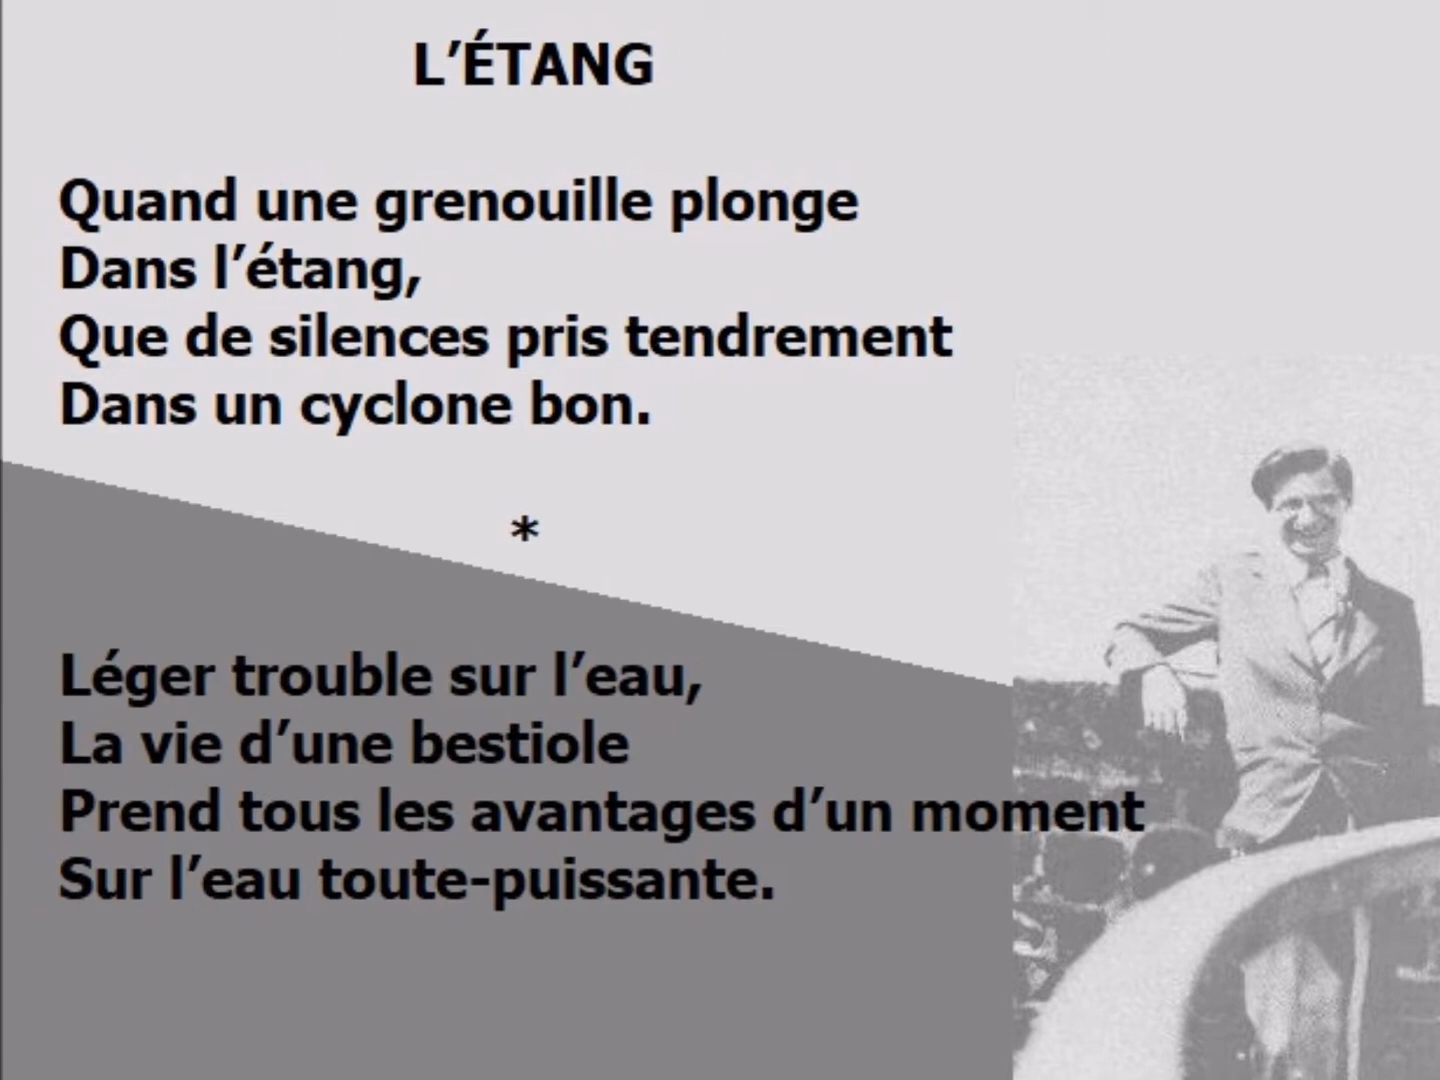 L’ÉTANG
Quand une grenouille plonge
Dans l’étang,
Que de silences pris tendrement
Dans un cyclone bon.
*
Léger trouble sur l’eau,
La vie d’une bestiole
Prend tous les avantages d’un moment
Sur l’eau toute-puissante.